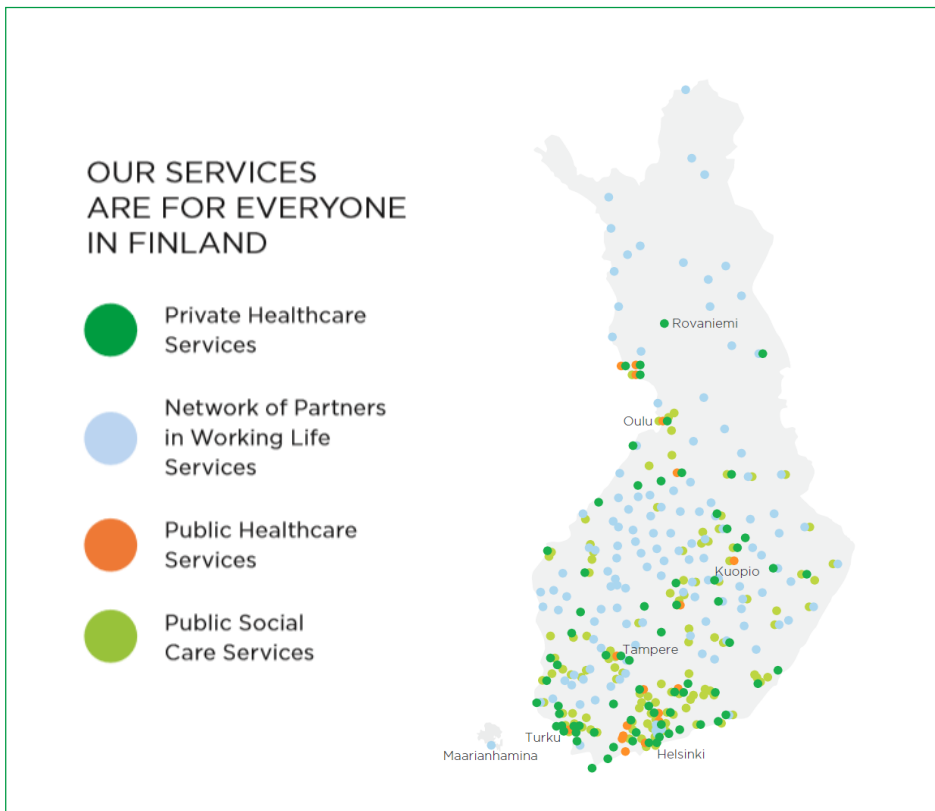 OUR SERVICES
ARE FOR EVERYONE
IN FINLAND
Private Healthcare
Services
Network of Partners
in Working Life
Services
Public Healthcare
Services
Public Social
Care Services
Rovaniemi
Oulu
Kuopio
Tampere
Turku
Helsinki
Maarianhamina